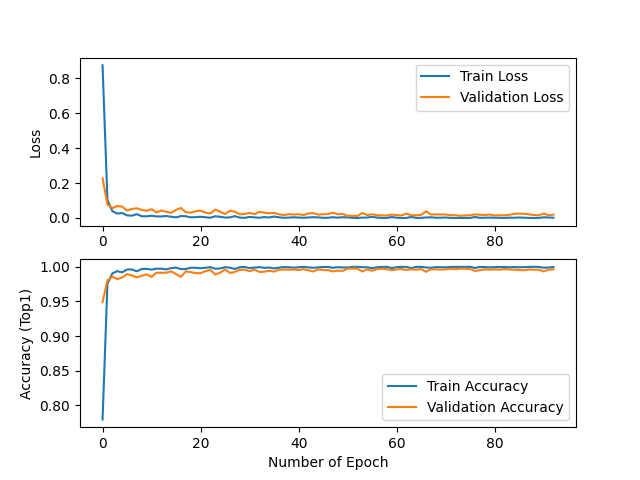 0.8
0.6
0.4
0.2
0.0
Loss
Train Loss
Validation Loss
0 20 40 60 80
1.00
0.95
0.90
0.85
0.80
Accuracy (Top1)
Train Accuracy
Validation Accuracy
0 20 40 60 80
Number of Epoch